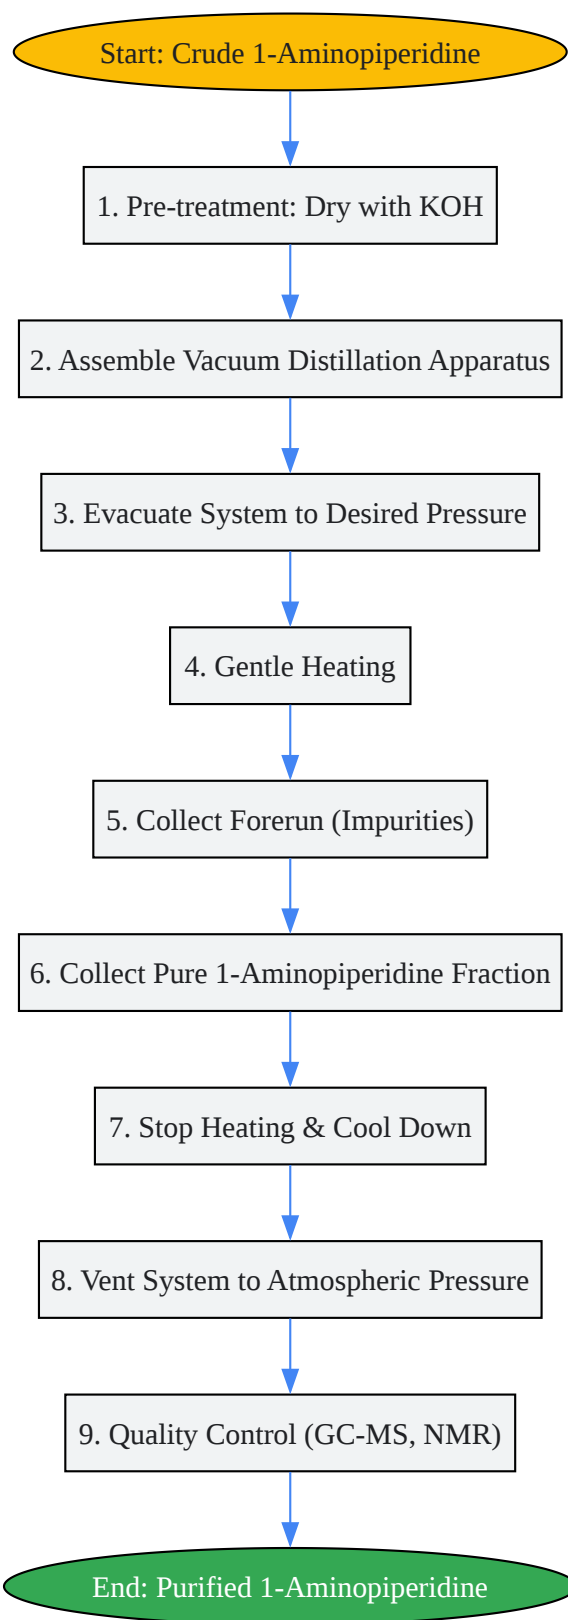 Start: Crude 1-Aminopiperidine
1. Pre-treatment: Dry with KOH
2. Assemble Vacuum Distillation Apparatus
3. Evacuate System to Desired Pressure
4. Gentle Heating
5. Collect Forerun (Impurities)
6. Collect Pure 1-Aminopiperidine Fraction
7. Stop Heating & Cool Down
8. Vent System to Atmospheric Pressure
9. Quality Control (GC-MS, NMR)
End: Purified 1-Aminopiperidine